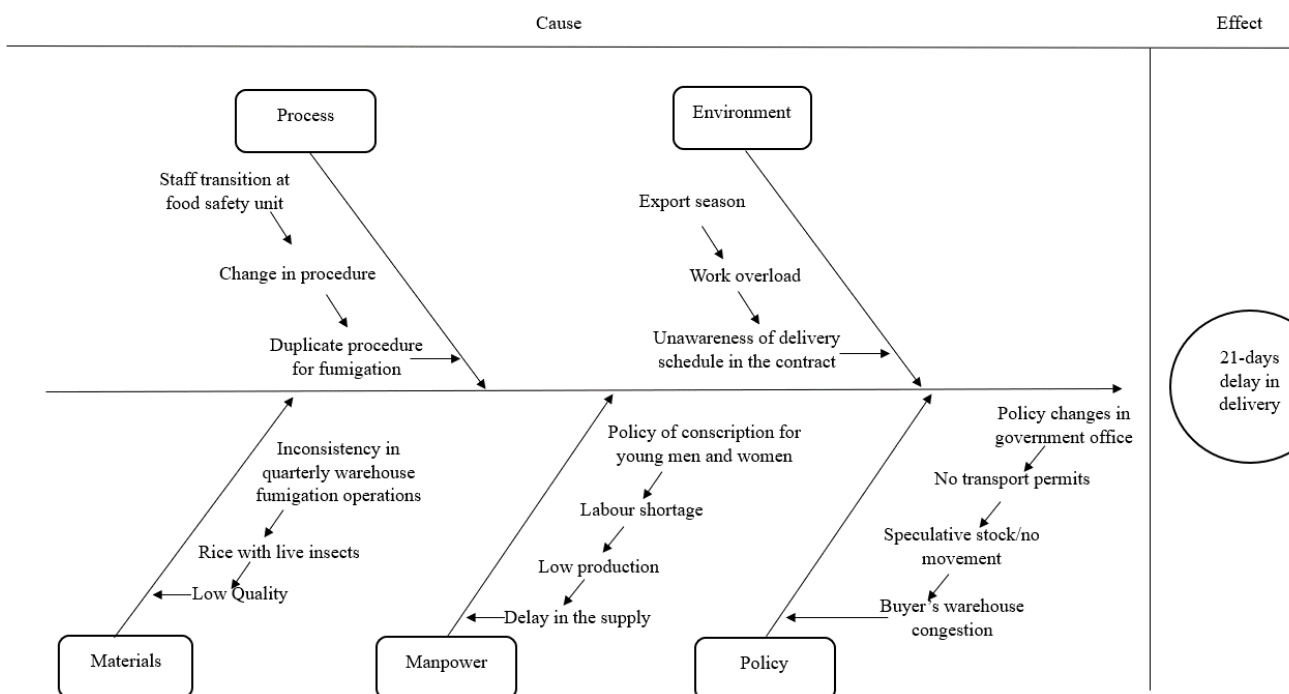 Cause
Effect
Process
Environment
Staff transition at
food safety unit
Change in procedure
Duplicate procedure
for fumigation
Export season
Work overload
Unawareness of delivery
schedule in the contract
21-days
delay in
delivery
Inconsistency in
quarterly warehouse
fumigation operations
Rice with live insects
Low Quality
Policy of conscription for
young men and women
Labour shortage
Low production
Delay in the supply
Policy changes in
government office
No transport permits
Speculative stock/no
movement
Buyer’s warehouse
congestion
Materials
Manpower
Policy